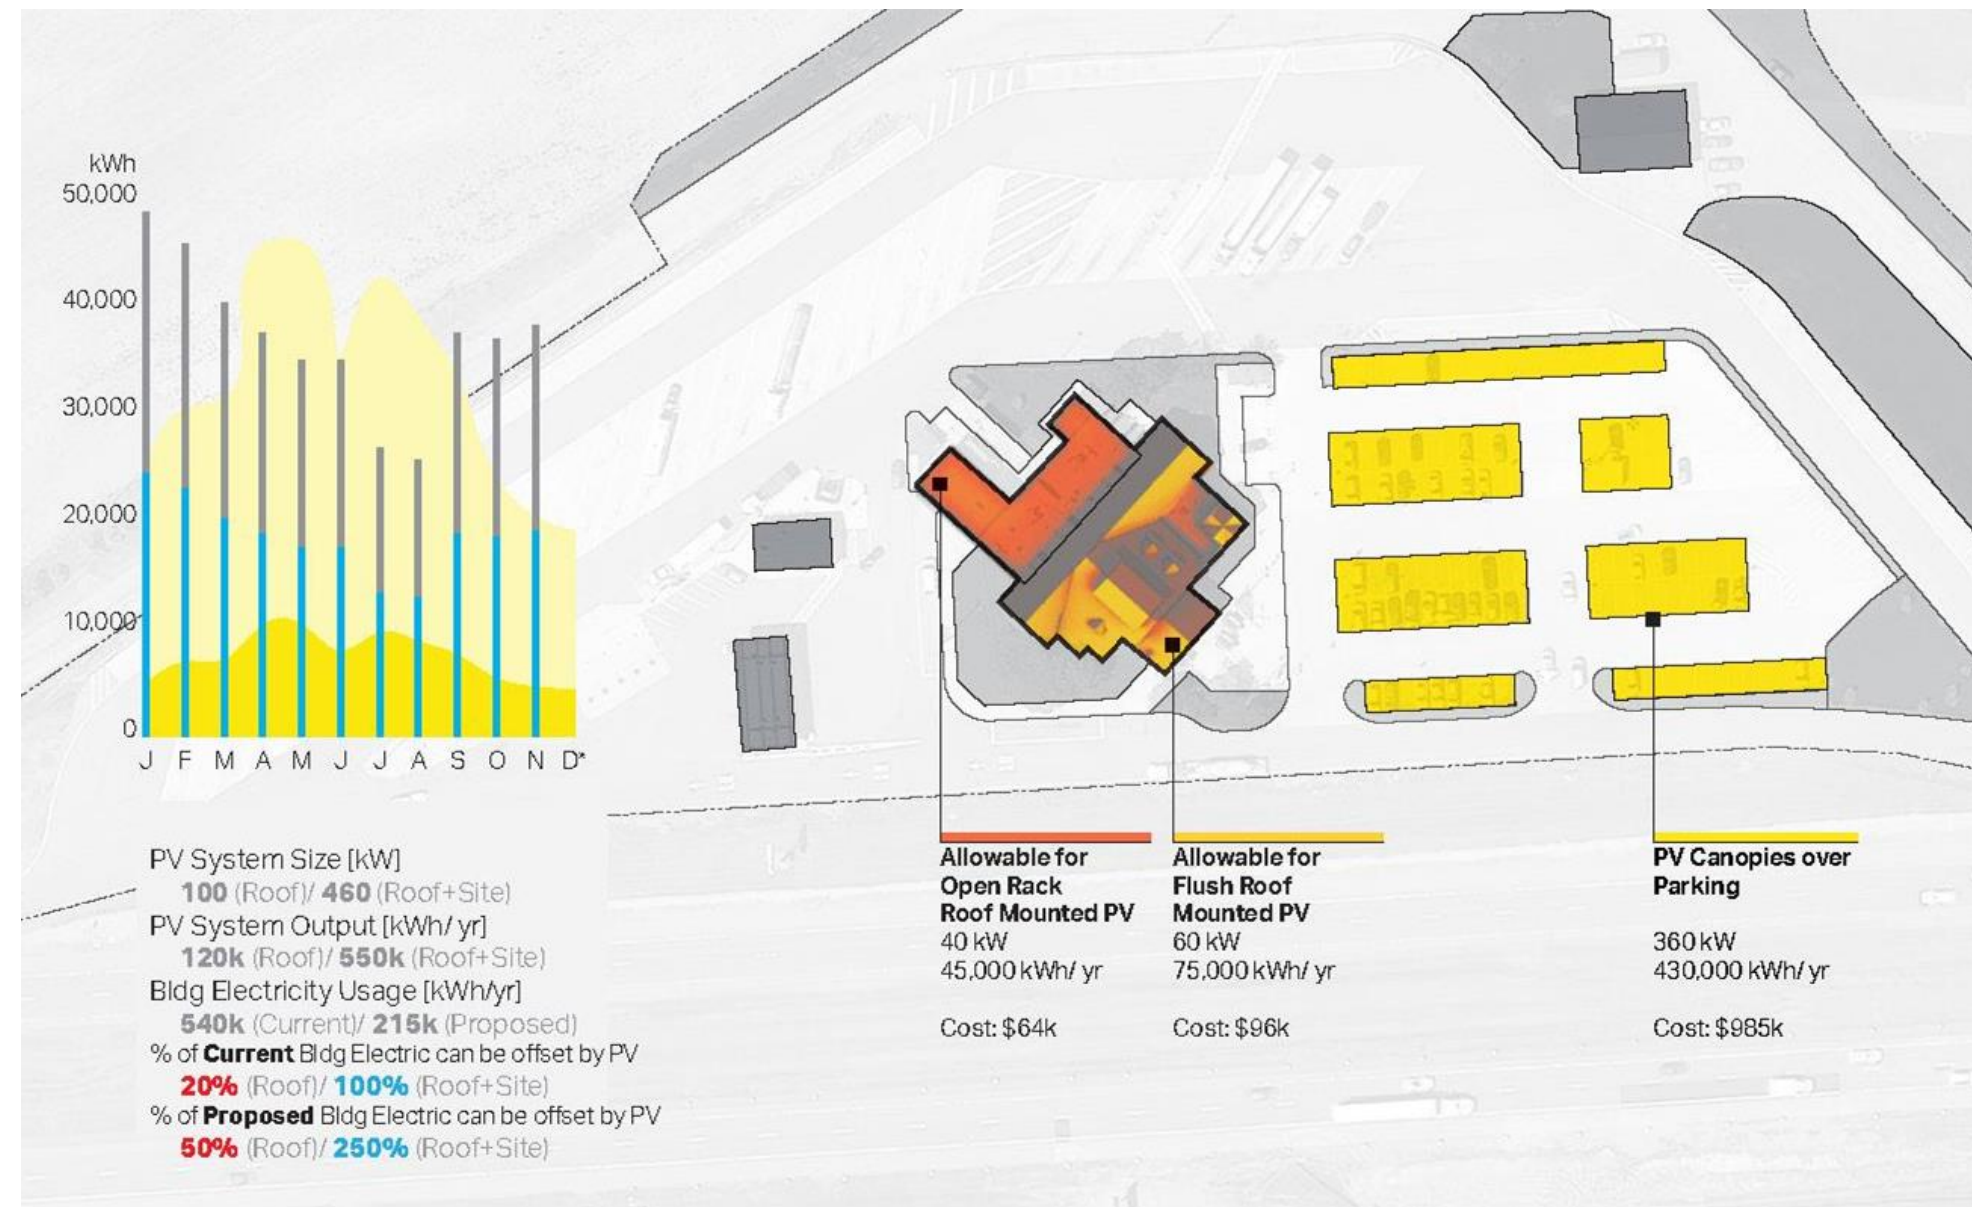 kWh
50,000
40,000
30,000
20,000
10,000
0
J F M A M J J A S O N D*
PV System Size [kW]
100 (Roof)/ 460 (Roof+Site)
PV System Output [kWh/ yr]
120k (Roof)/ 550k (Roof+Site)
Bldg Electricity Usage [kWh/yr]
540k (Current)/ 215k (Proposed)
% of Current Bldg Electric can be offset by PV
20% (Roof)/ 100% (Roof+Site)
% of Proposed Bldg Electric can be offset by PV
50% (Roof)/ 250% (Roof+Site)
Allowable for
Open Rack
Roof Mounted PV
40 kW
45,000 kWh/ yr
Cost: $64k
Allowable for
Flush Roof
Mounted PV
60 kW
75,000 kWh/ yr
Cost: $96k
PV Canopies over
Parking
360 kW
430,000 kWh/ yr
Cost: $985k